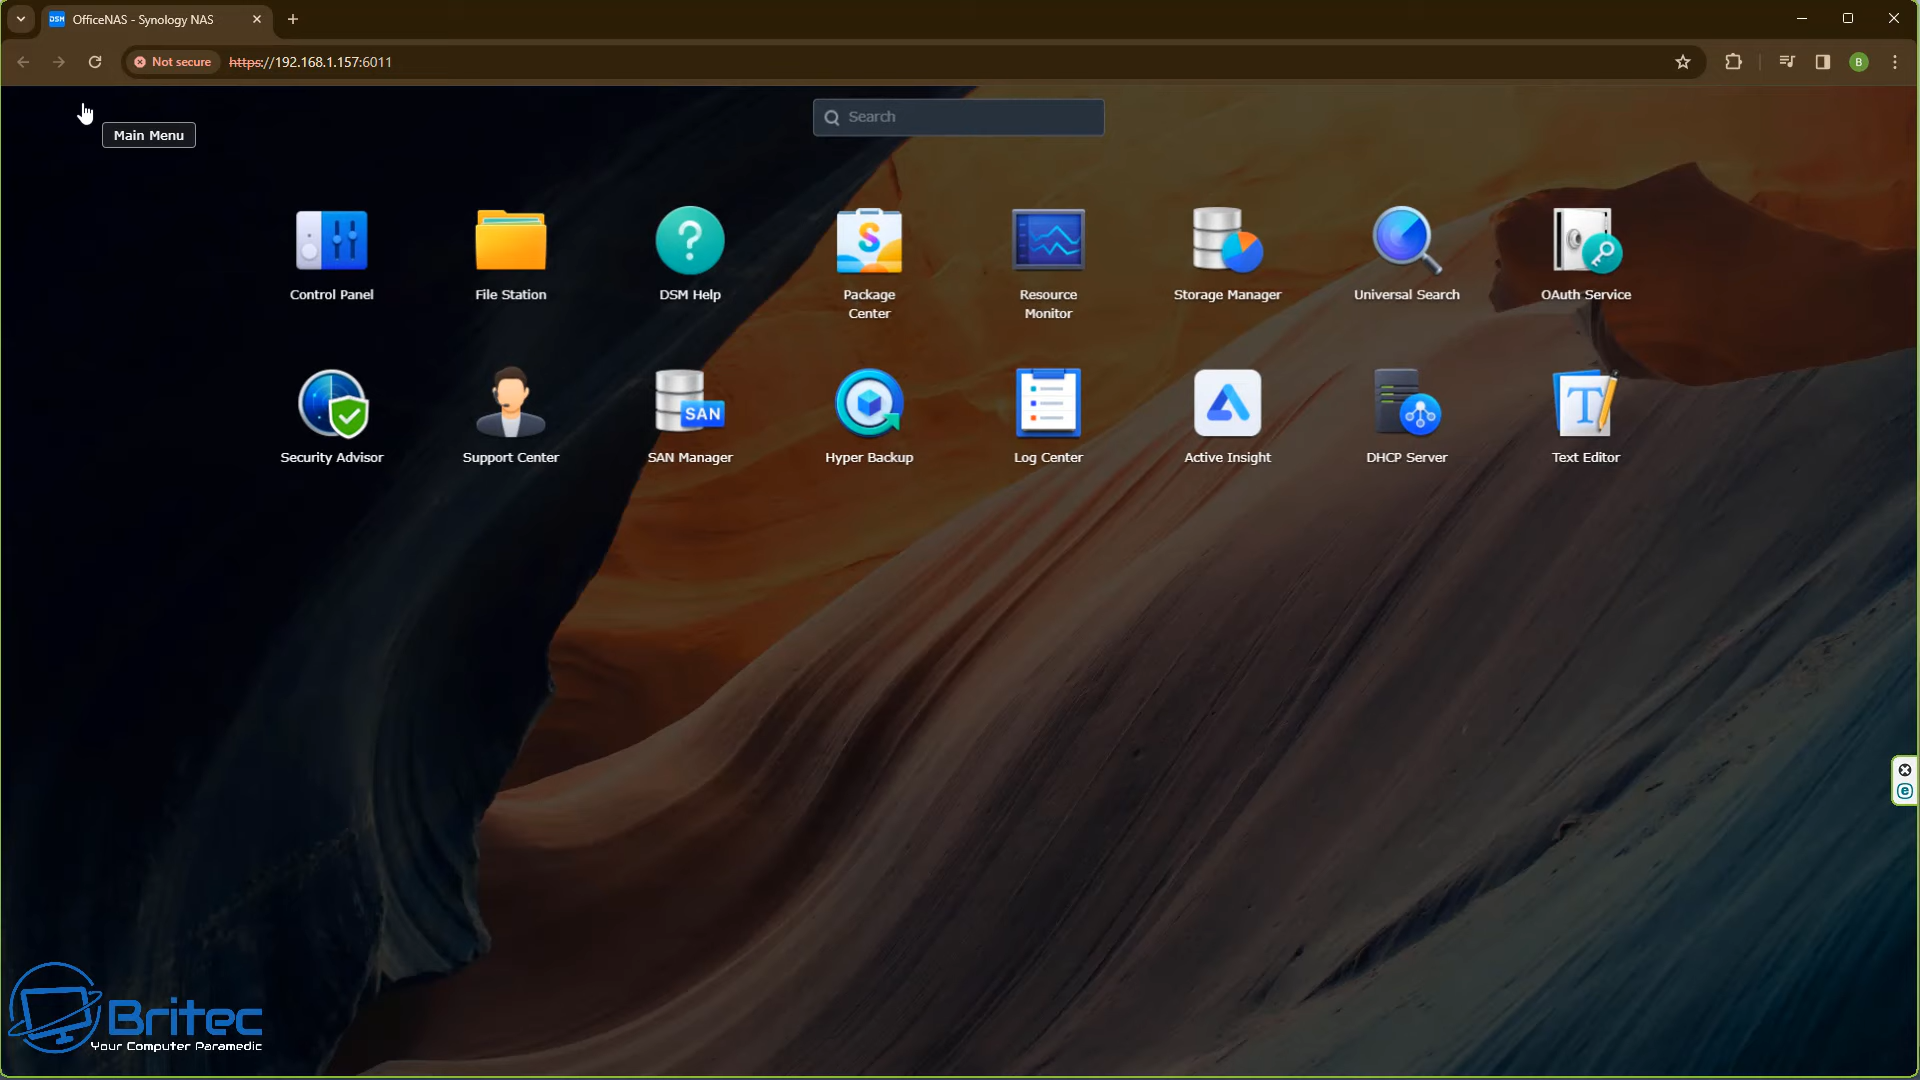 DSM
OfficeNAS - Synology NAS
Not secure
https://192.168.1.157:6011
B
Main Menu
Search
S
Control Panel
File Station
DSM Help
Package
Center
Resource
Monitor
Storage Manager
Universal Search
OAuth Service
SAN
T
Security Advisor
Support Center
SAN Manager
Hyper Backup
Log Center
Active Insight
DHCP Server
Text Editor
e
Britec
Your Computer Paramedic